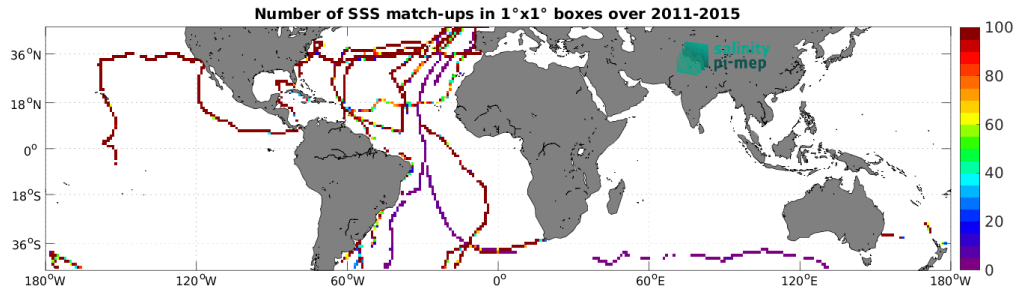 Number of SSS match-ups in 1°x1° boxes over 2011-2015
salinity
pi-mep
36°N
18°N
0°
18°S
36°S
180°W
120°W
60°W
0°W
60°E
120°E
180°W
100
80
60
40
20
0